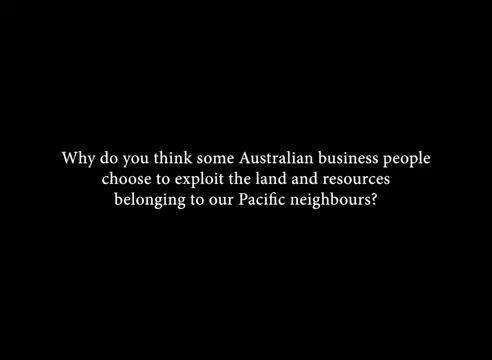 Why do you think some Australian business people
choose to exploit the land and resources
belonging to our Pacific neighbours?